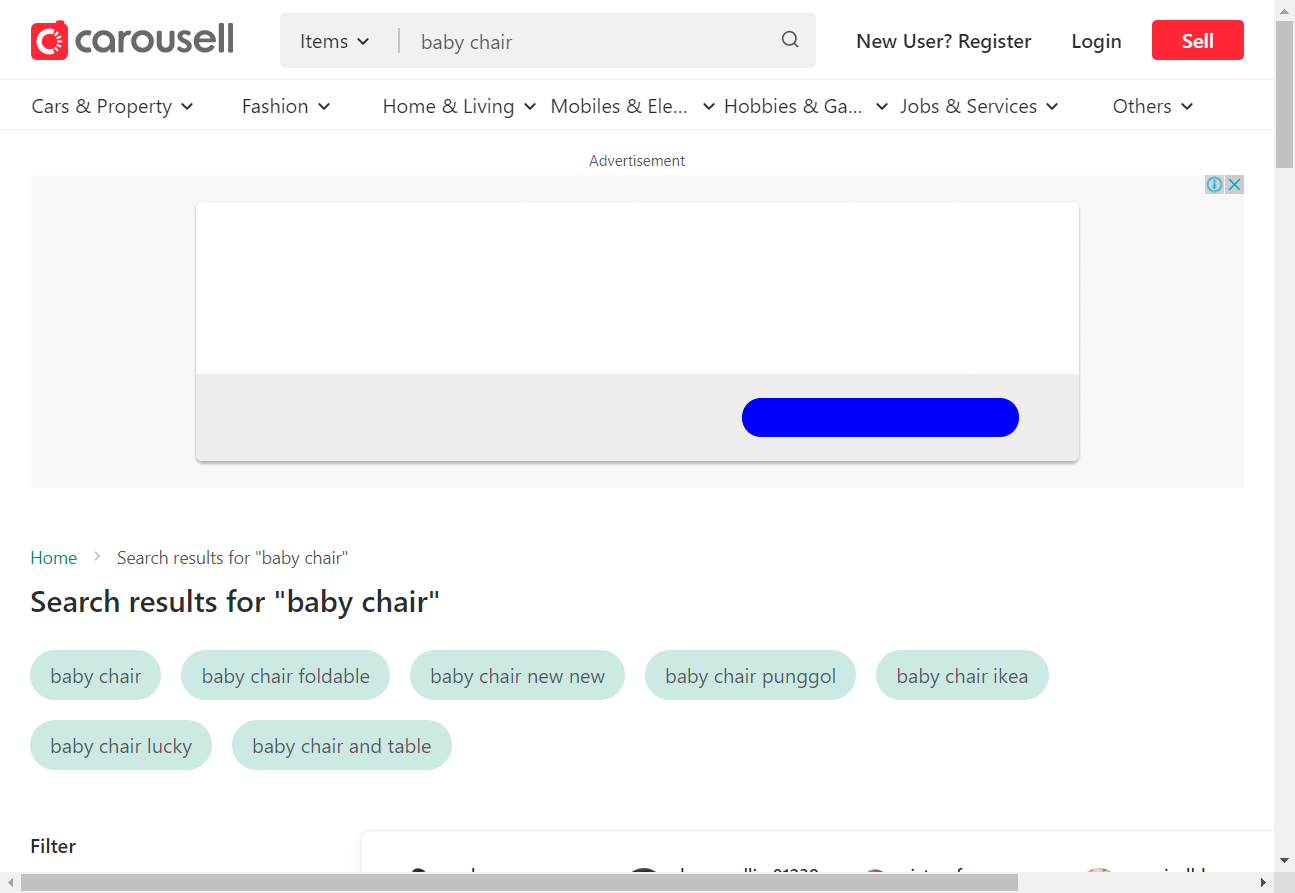 carousell Items baby chair New User? Register Login Sell
Cars & Property Fashion Home & Living Mobiles & Ele... Hobbies & Ga... Jobs & Services Others
Advertisement
Home Search results for "baby chair"
Search results for "baby chair"
baby chair baby chair foldable baby chair new new baby chair punggol baby chair ikea
baby chair lucky baby chair and table
Filter